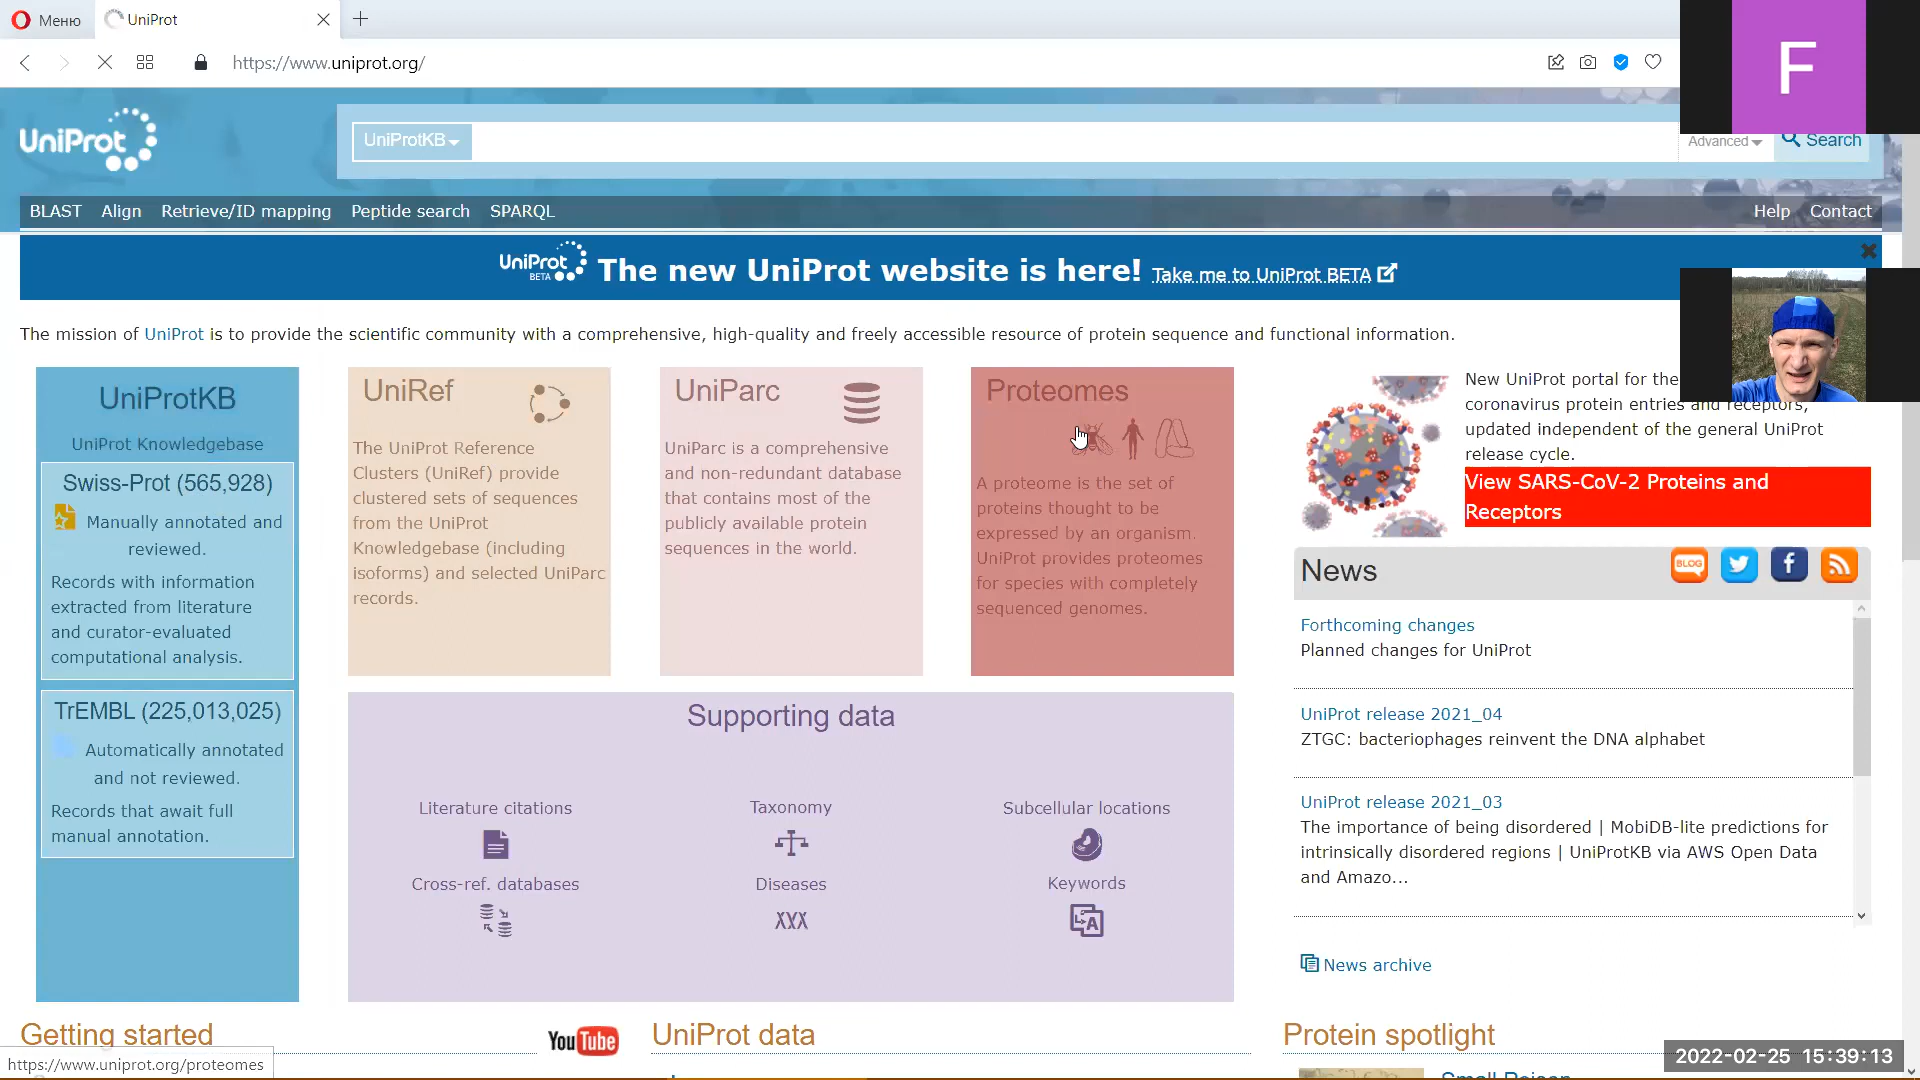 Меню
UniProt
https://www.uniprot.org/
F
UniProt
UniProtKB
Advanced
Search
BLAST
Align
Retrieve/ID mapping
Peptide search
SPARQL
Help
Contact
UniProt BETA
The new UniProt website is here! Take me to UniProt BETA
The mission of UniProt is to provide the scientific community with a comprehensive, high-quality and freely accessible resource of protein sequence and functional information.
UniProtKB
UniProt Knowledgebase
Swiss-Prot (565,928)
Manually annotated and
reviewed.
Records with information
extracted from literature
and curator-evaluated
computational analysis.
TrEMBL (225,013,025)
Automatically annotated
and not reviewed.
Records that await full
manual annotation.
UniRef
The UniProt Reference
Clusters (UniRef) provide
clustered sets of sequences
from the UniProt
Knowledgebase (including
isoforms) and selected UniParc
records.
UniParc
UniParc is a comprehensive
and non-redundant database
that contains most of the
publicly available protein
sequences in the world.
Proteomes
A proteome is the set of
proteins thought to be
expressed by an organism.
UniProt provides proteomes
for species with completely
sequenced genomes.
Supporting data
Literature citations
Taxonomy
Subcellular locations
Cross-ref. databases
Diseases
Keywords
New UniProt portal for the
coronavirus protein entries and receptors,
updated independent of the general UniProt
release cycle.
View SARS-CoV-2 Proteins and
Receptors
News
BLOG
Forthcoming changes
Planned changes for UniProt
UniProt release 2021_04
ZTGC: bacteriophages reinvent the DNA alphabet
UniProt release 2021_03
The importance of being disordered | MobiDB-lite predictions for
intrinsically disordered regions | UniProtKB via AWS Open Data
and Amazo...
News archive
Getting started
YouTube
UniProt data
Protein spotlight
https://www.uniprot.org/proteomes
2022-02-25 15:39:13